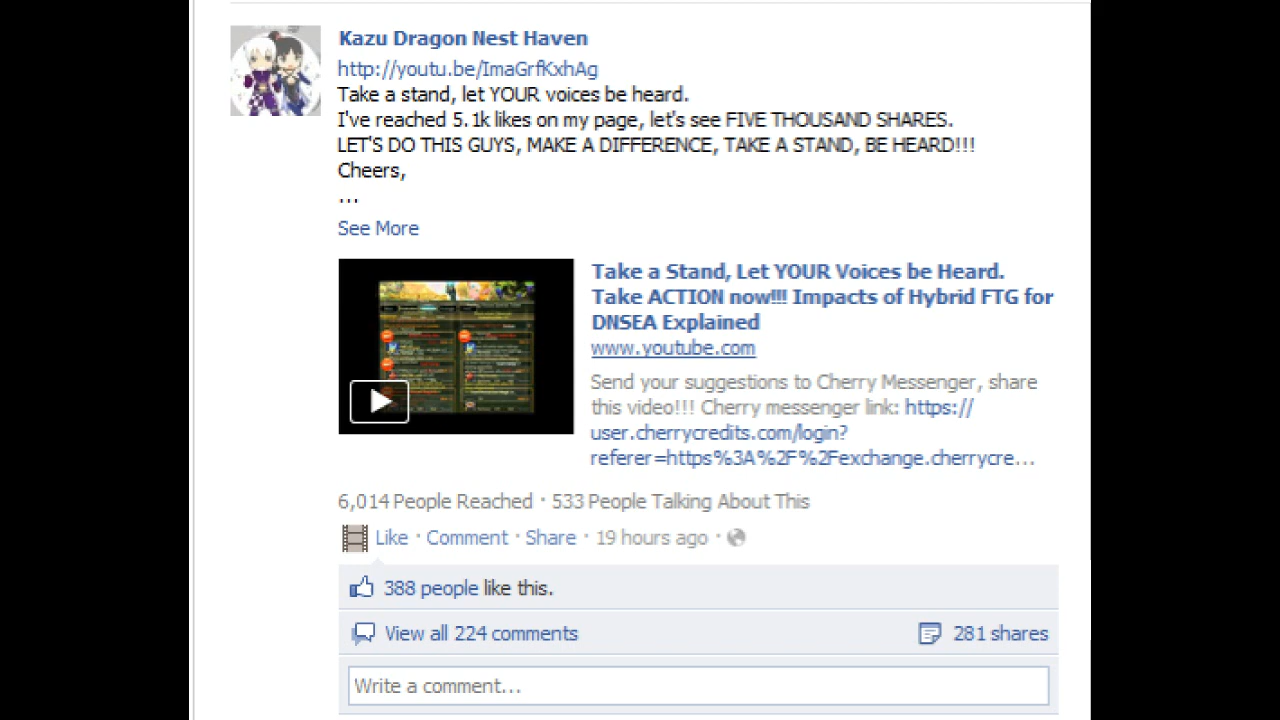 Kazu Dragon Nest Haven
http://youtu.be/ImaGrfKxhAg
Take a stand, let YOUR voices be heard.
I've reached 5.1k likes on my page, let's see FIVE THOUSAND SHARES.
LET'S DO THIS GUYS, MAKE A DIFFERENCE, TAKE A STAND, BE HEARD!!!
Cheers,
...
See More
Take a Stand, Let YOUR Voices be Heard.
Take ACTION now!!! Impacts of Hybrid FTG for
DNSEA Explained
www.youtube.com
Send your suggestions to Cherry Messenger, share
this video!!! Cherry messenger link: https://
user.cherrycredits.com/login?
referer=https%3A%2F%2Fexchange.cherrycre...
6,014 People Reached · 533 People Talking About This
Like · Comment · Share · 19 hours ago ·
388 people like this.
View all 224 comments 281 shares
Write a comment...